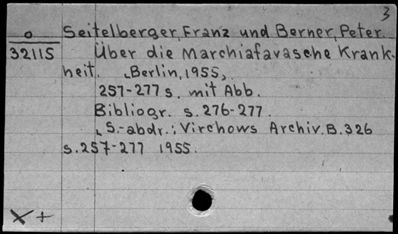 3
o Seitelberger, Franz und Berner, Peter.
32115 Über die Marchiafavasche Krank-
heit. Berlin, 1955,
257-277 s. mit Abb.
Bibliogr. s. 276-277.
S.-abdr.: Virchows Archiv. B. 326
s. 257-277 1955.
X +